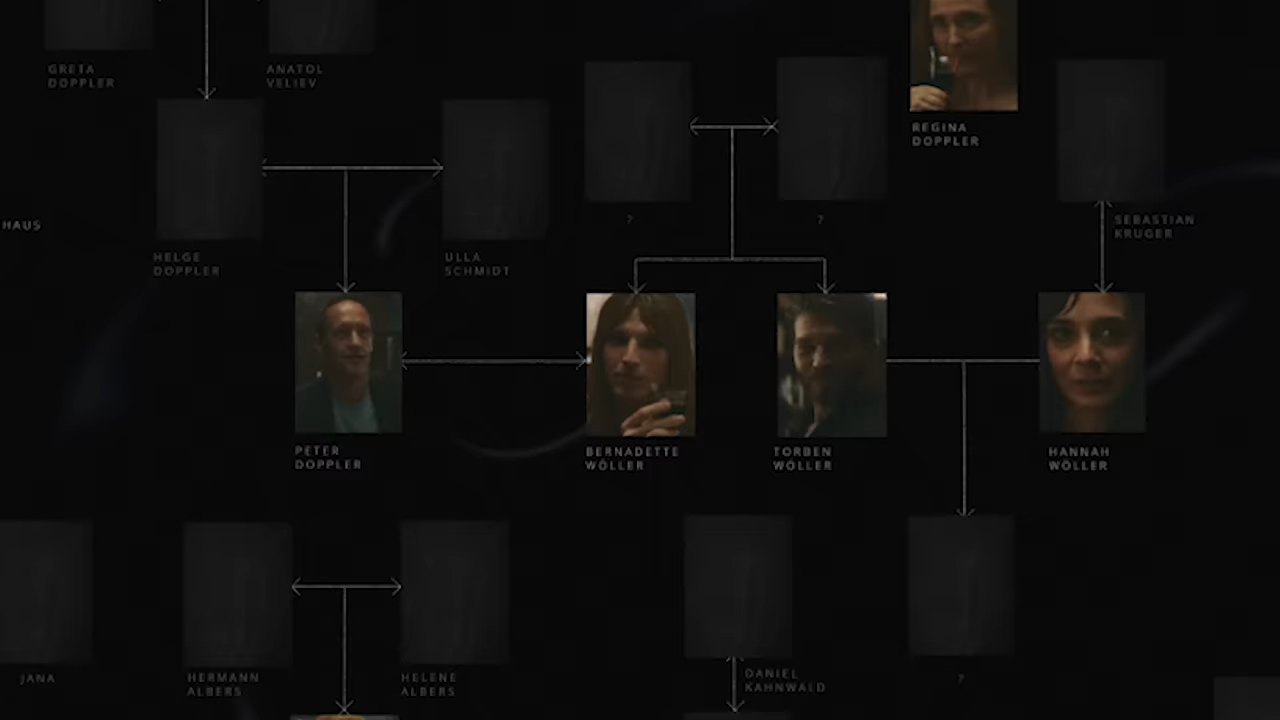 GRETA
DOPPLER
ANATOL
VELIEV
REGINA
DOPPLER
HAUS
?
?
SEBASTIAN
KRUGER
HELGE
DOPPLER
ULLA
SCHMIDT
PETER
DOPPLER
BERNADETTE
WÖLLER
TORBEN
WÖLLER
HANNAH
WÖLLER
JANA
HERMANN
ALBERS
HELENE
ALBERS
DANIEL
KAHNWALD
?